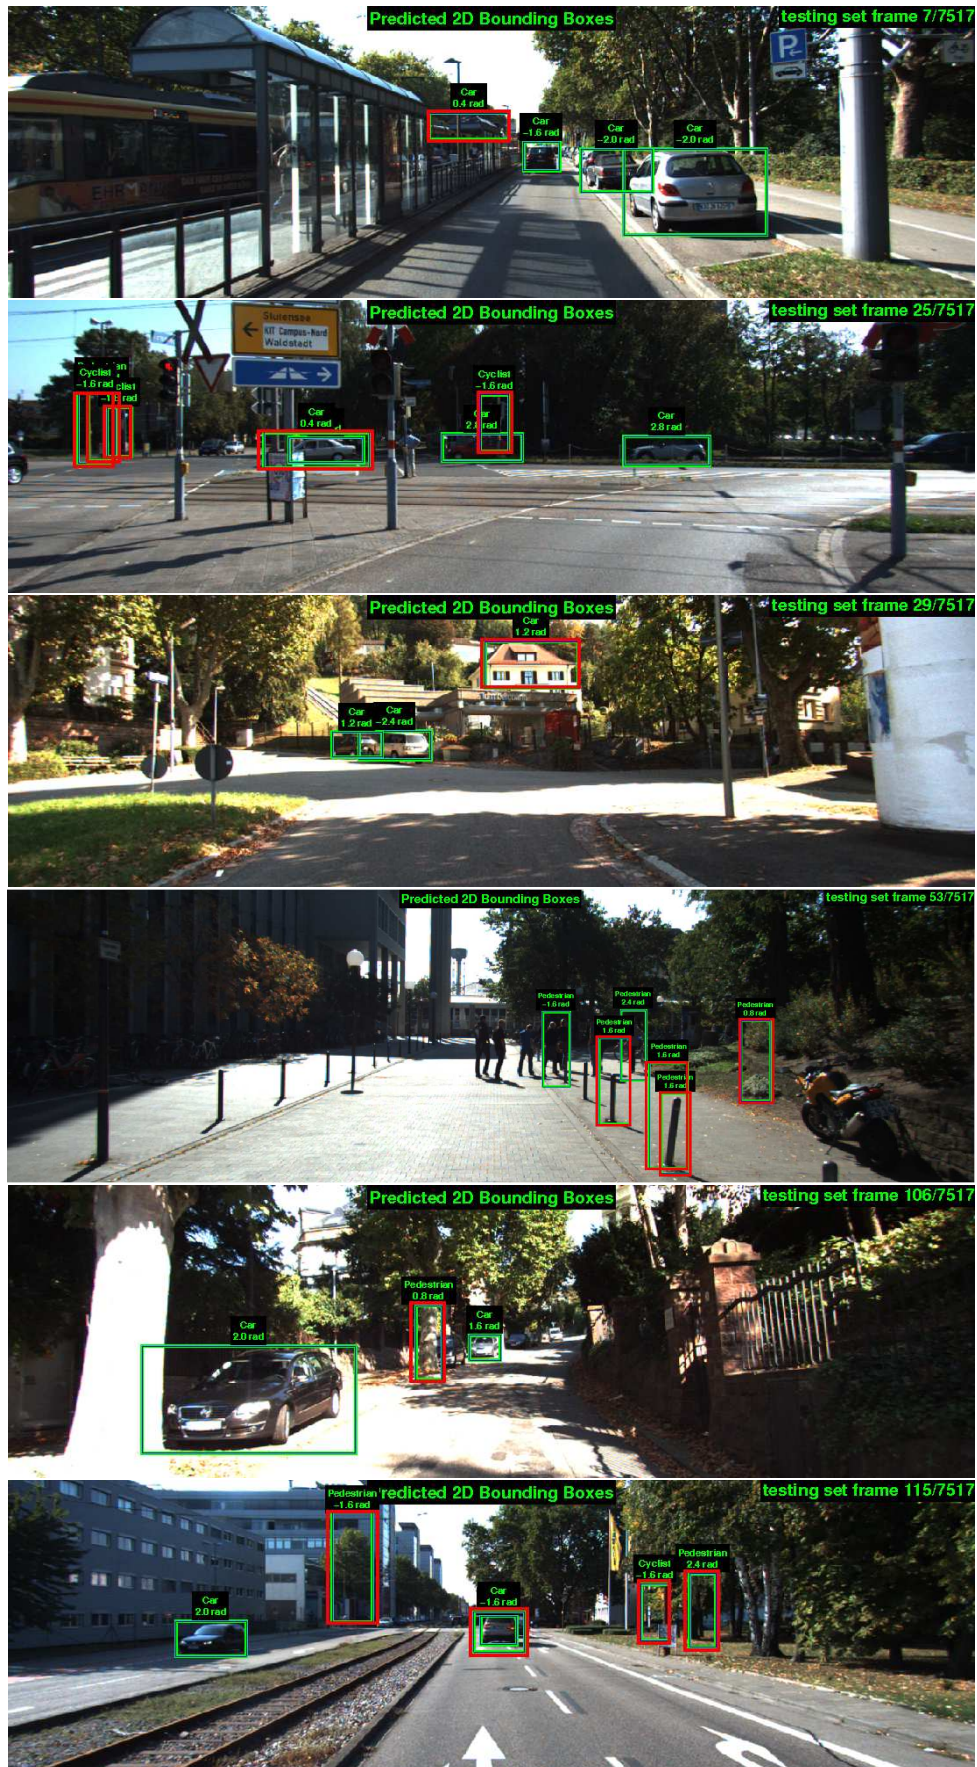 Predicted 2D Bounding Boxes
testing set frame 7/7517
P
Car
0.4 rad
Car
−1.6 rad
Car
−2.0 rad
Car
−2.0 rad
EHRM
Predicted 2D Bounding Boxes
testing set frame 25/7517
Stutensee
KIT Campus-Nord
Waldstadt
Cyclist
−1.6 rad
Car
0.4 rad
Cyclist
−1.6 rad
Car
2.8 rad
Predicted 2D Bounding Boxes
testing set frame 29/7517
Car
1.2 rad
Car
1.2 rad
Car
−2.4 rad
Predicted 2D Bounding Boxes
testing set frame 53/7517
Pedestrian
−1.6 rad
Pedestrian
2.4 rad
Pedestrian
1.6 rad
Pedestrian
0.8 rad
Pedestrian
1.6 rad
Pedestrian
1.6 rad
Predicted 2D Bounding Boxes
testing set frame 106/7517
Pedestrian
0.8 rad
Car
2.0 rad
Car
1.6 rad
Predicted 2D Bounding Boxes
testing set frame 115/7517
Pedestrian
−1.6 rad
Car
2.0 rad
Car
−1.6 rad
Cyclist
−1.6 rad
Pedestrian
2.4 rad